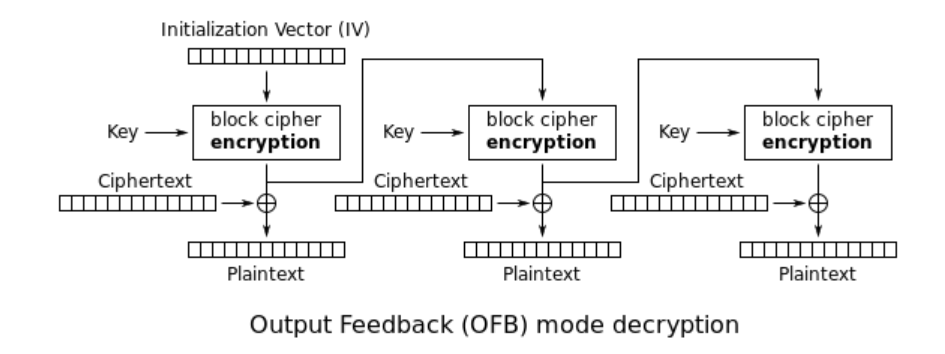 Initialization Vector (IV)
block cipher
encryption
Key
Ciphertext
Plaintext
block cipher
encryption
Key
Ciphertext
Plaintext
block cipher
encryption
Key
Ciphertext
Plaintext
Output Feedback (OFB) mode decryption